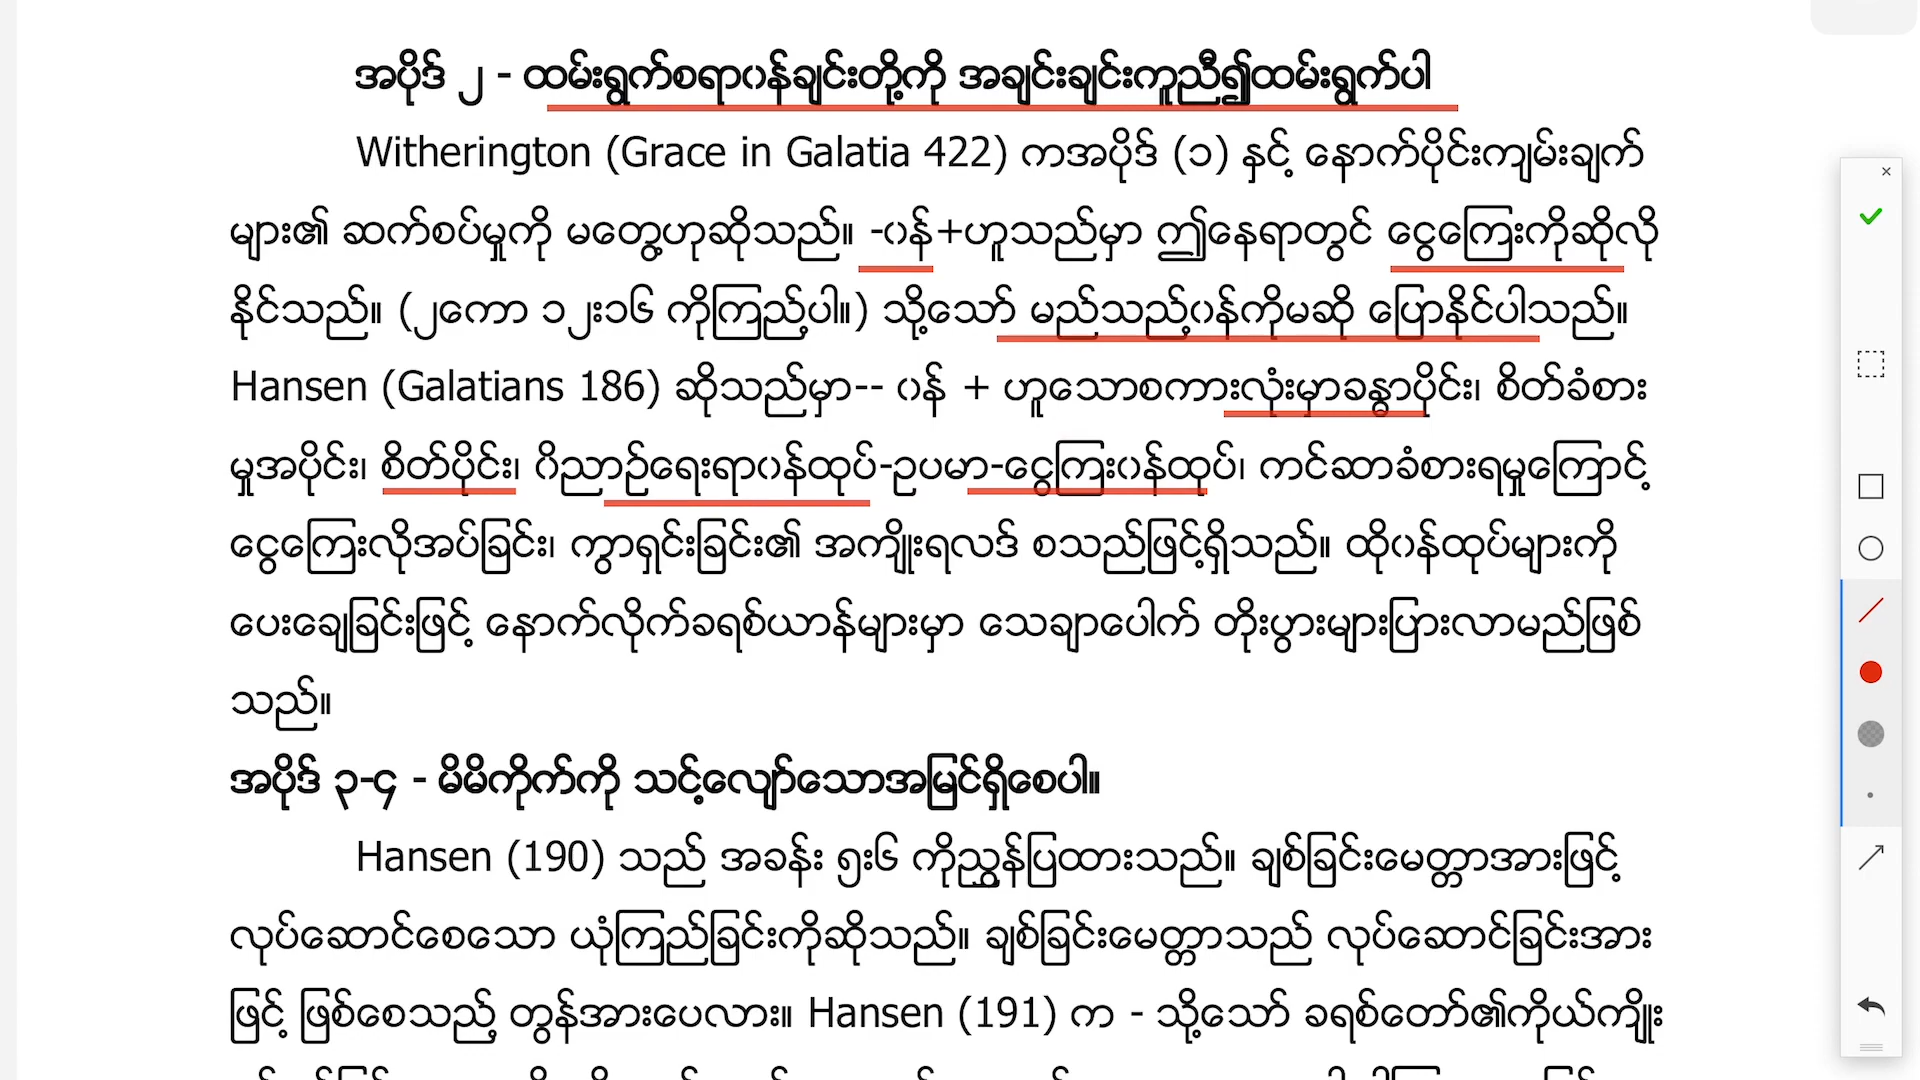 အပိုဒ် ၂ - ထမ်းရွက်စရာဝန်ချင်းတို့ကို အချင်းချင်းကူညီ၍ထမ်းရွက်ပါ
Witherington (Grace in Galatia 422) ကအပိုဒ် (၁) နှင့် နောက်ပိုင်းကျမ်းချက်
များ၏ ဆက်စပ်မှုကို မတွေ့ဟုဆိုသည်။ -ဝန်+ဟူသည်မှာ ဤနေရာတွင် ငွေကြေးကိုဆိုလို
နိုင်သည်။ (၂ကော ၁၂း၁၆ ကိုကြည့်ပါ။) သို့သော် မည်သည့်ဝန်ကိုမဆို ပြောနိုင်ပါသည်။
Hansen (Galatians 186) ဆိုသည်မှာ-- ဝန် + ဟူသောစကားလုံးမှာခန္ဓာပိုင်း၊ စိတ်ခံစား
မှုအပိုင်း၊ စိတ်ပိုင်း၊ ဝိညာဉ်ရေးရာဝန်ထုပ်-ဥပမာ-ငွေကြေးဝန်ထုပ်၊ ကင်ဆာခံစားရမှုကြောင့်
ငွေကြေးလိုအပ်ခြင်း၊ ကွာရှင်းခြင်း၏ အကျိုးရလဒ် စသည်ဖြင့်ရှိသည်။ ထိုဝန်ထုပ်များကို
ပေးချေခြင်းဖြင့် နောက်လိုက်ခရစ်ယာန်များမှာ သေချာပေါက် တိုးပွားများပြားလာမည်ဖြစ်
သည်။
အပိုဒ် ၃-၄ - မိမိကိုက်ကို သင့်လျော်သောအမြင်ရှိစေပါ။
Hansen (190) သည် အခန်း ၅း၆ ကိုညွှန်ပြထားသည်။ ချစ်ခြင်းမေတ္တာအားဖြင့်
လုပ်ဆောင်စေသော ယုံကြည်ခြင်းကိုဆိုသည်။ ချစ်ခြင်းမေတ္တာသည် လုပ်ဆောင်ခြင်းအား
ဖြင့် ဖြစ်စေသည့် တွန်အားပေလား။ Hansen (191) က - သို့သော် ခရစ်တော်၏ကိုယ်ကျိုး